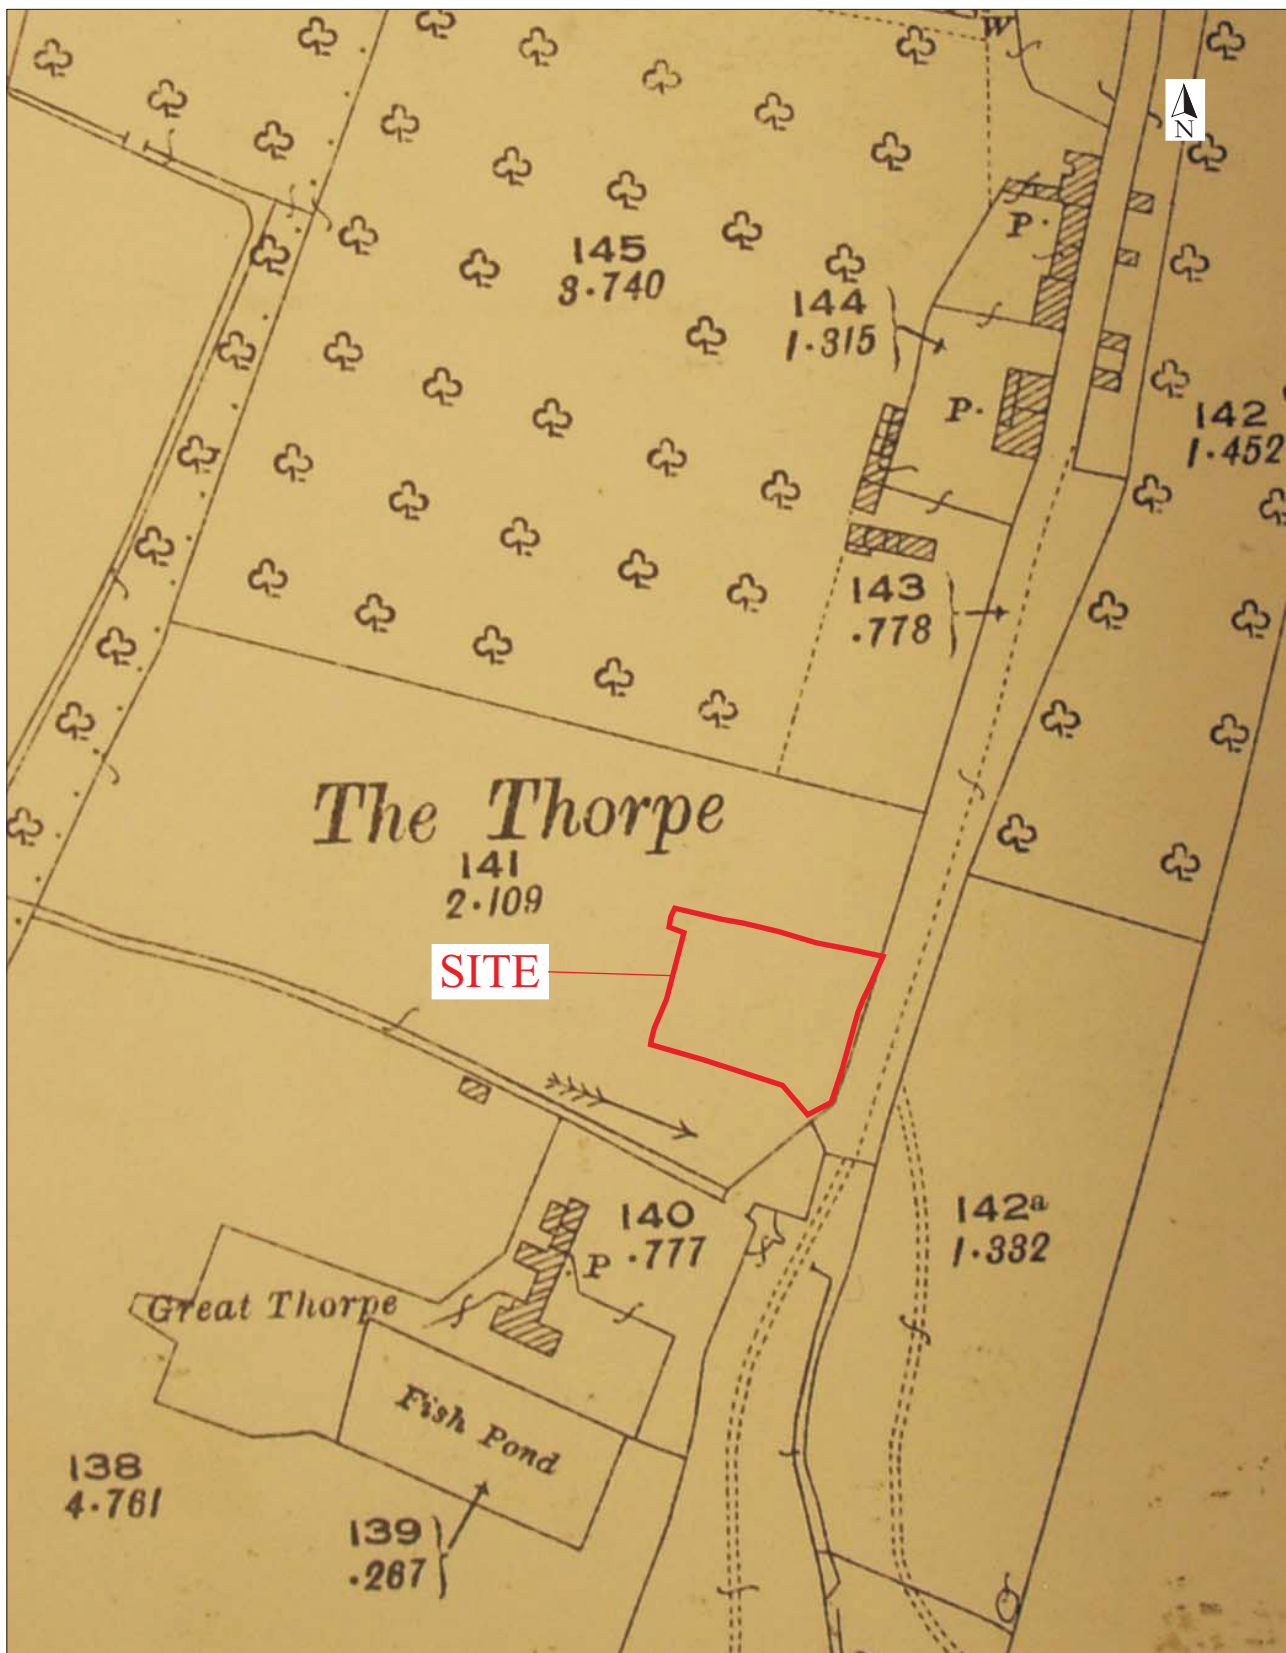 W
N
145
3·740
P.
144
1·315
P.
142
1·452
143
·778
The Thorpe
141
2·109
SITE
140
·777
P
142a
1·332
Great Thorpe
Fish Pond
138
4·761
139
·267